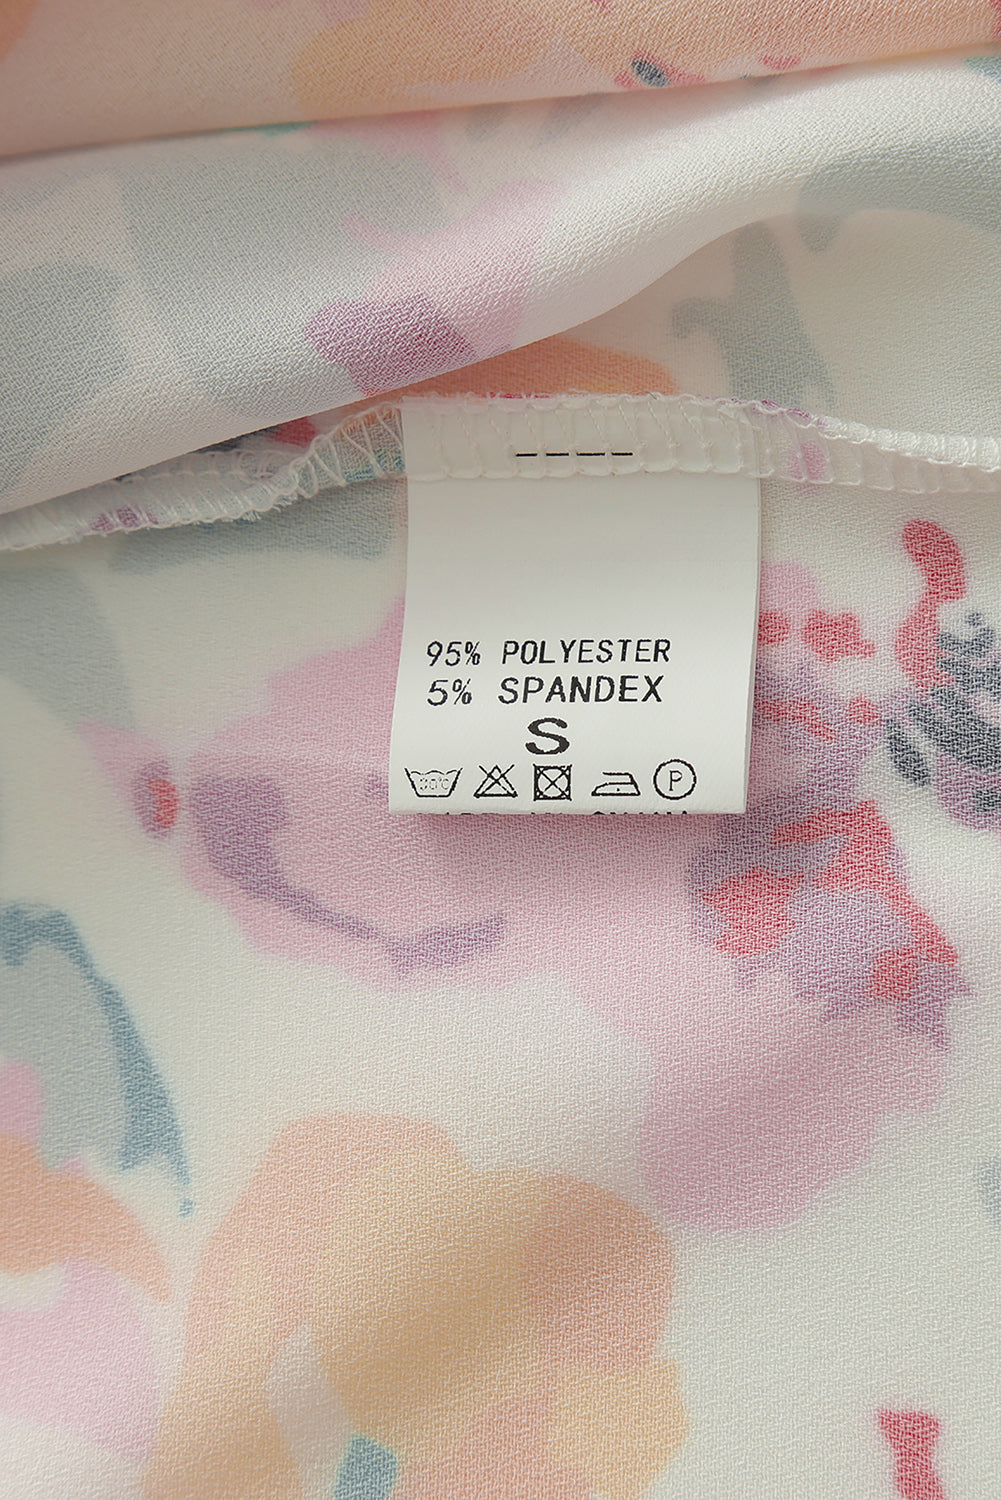 95% POLYESTER
5% SPANDEX
S
P